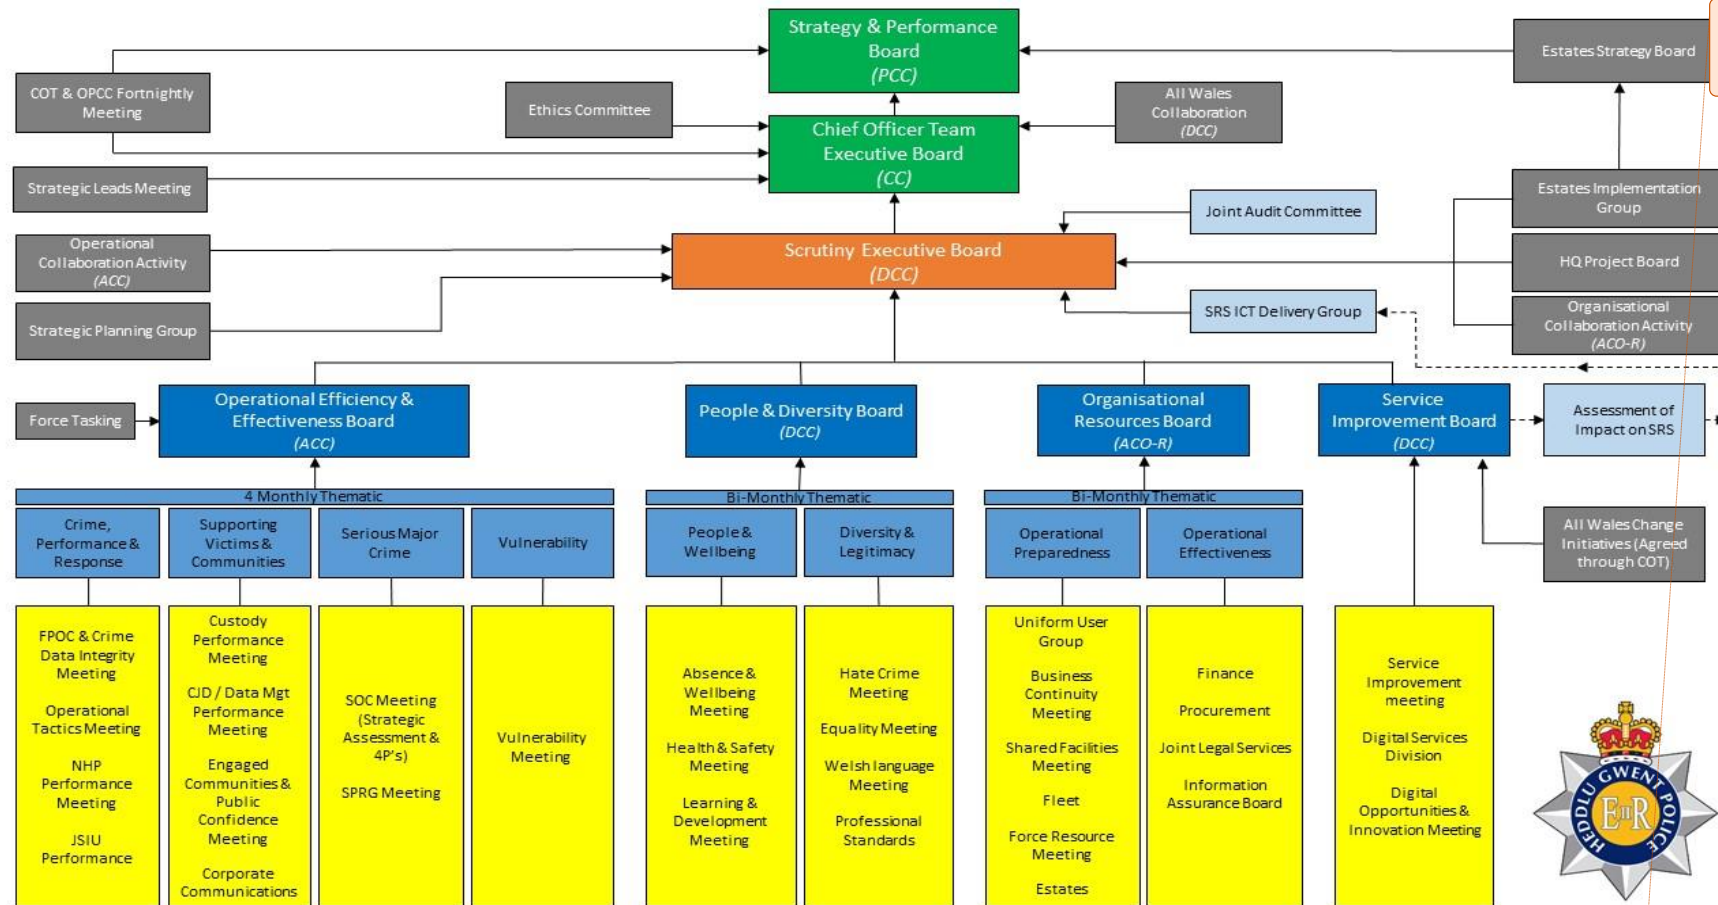 Strategy & Performance
Board
(PCC)
Estates Strategy Board
COT & OPCC Fortnightly
Meeting
Ethics Committee
All Wales
Collaboration
(DCC)
Chief Officer Team
Executive Board
(CC)
Strategic Leads Meeting
Estates Implementation
Group
Joint Audit Committee
Operational
Collaboration Activity
(ACC)
Scrutiny Executive Board
(DCC)
HQ Project Board
Strategic Planning Group
SRS ICT Delivery Group
Organisational
Collaboration Activity
(ACO-R)
Force Tasking
Operational Efficiency &
Effectiveness Board
(ACC)
People & Diversity Board
(DCC)
Organisational
Resources Board
(ACO-R)
Service
Improvement Board
(DCC)
Assessment of
Impact on SRS
4 Monthly Thematic
Bi-Monthly Thematic
Bi-Monthly Thematic
Crime,
Performance &
Response
Supporting
Victims &
Communities
Serious Major
Crime
Vulnerability
People &
Wellbeing
Diversity &
Legitimacy
Operational
Preparedness
Operational
Effectiveness
All Wales Change
Initiatives (Agreed
through COT)
FPOC & Crime
Data Integrity
Meeting
Operational
Tactics Meeting
NHP
Performance
Meeting
JSIU
Performance
Custody
Performance
Meeting
CJD / Data Mgt
Performance
Meeting
Engaged
Communities &
Public
Confidence
Meeting
Corporate
Communications
SOC Meeting
(Strategic
Assessment &
4P's)
SPRG Meeting
Vulnerability
Meeting
Absence &
Wellbeing
Meeting
Health & Safety
Meeting
Learning &
Development
Meeting
Hate Crime
Meeting
Equality Meeting
Welsh language
Meeting
Professional
Standards
Uniform User
Group
Business
Continuity
Meeting
Shared Facilities
Meeting
Fleet
Force Resource
Meeting
Estates
Finance
Procurement
Joint Legal Services
Information
Assurance Board
Service
Improvement
meeting
Digital Services
Division
Digital
Opportunities &
Innovation Meeting
HEDDLU GWENT POLICE
EIIR